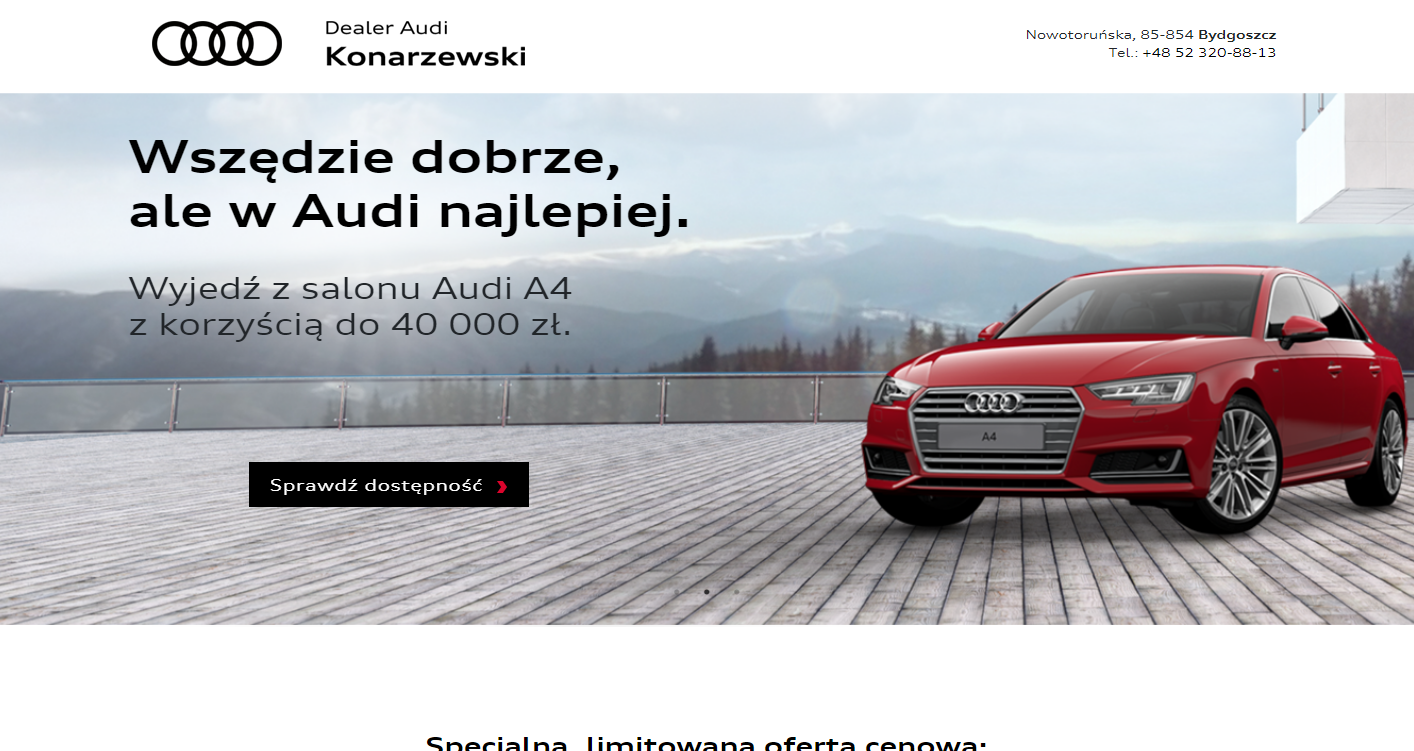 Dealer Audi
Konarzewski
Nowotoruńska, 85-854 Bydgoszcz
Tel.: +48 52 320-88-13
Wszędzie dobrze,
ale w Audi najlepiej.
Wyjedź z salonu Audi A4
z korzyścią do 40 000 zł.
A4
Sprawdź dostępność
Specjalna, limitowana oferta cenowa: